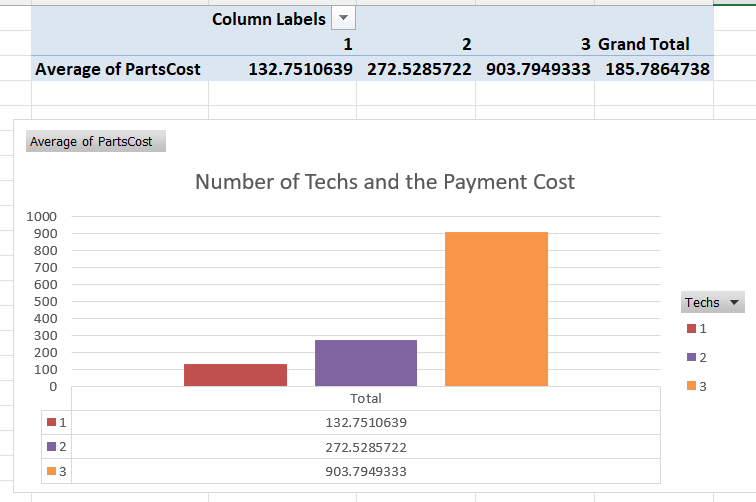 Column Labels
1 2 3 Grand Total
Average of PartsCost 132.7510639 272.5285722 903.7949333 185.7864738
Average of PartsCost
Number of Techs and the Payment Cost
1000
900
800
700
600
500
400
300
200
100
0
Total
1 132.7510639
2 272.5285722
3 903.7949333
Techs
1
2
3